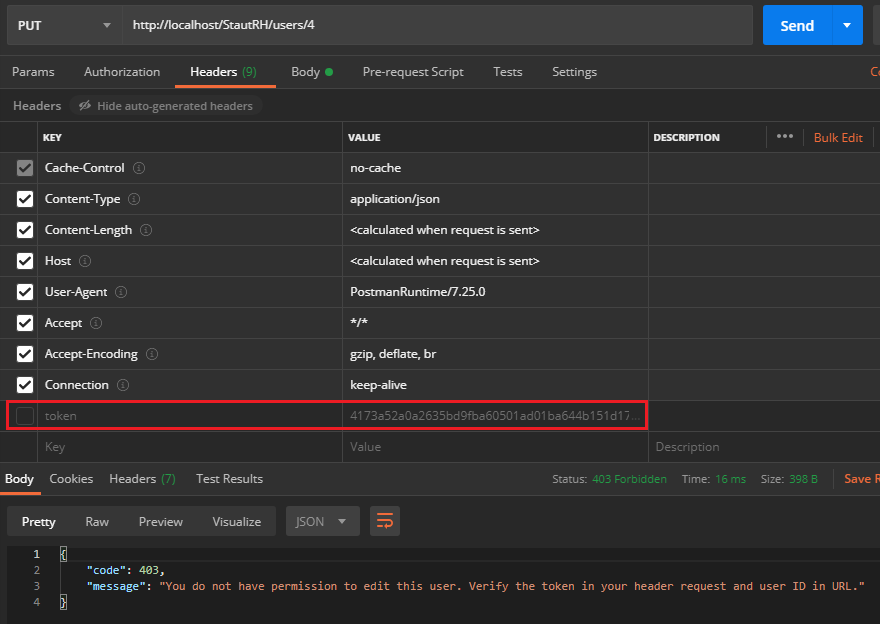 PUT http://localhost/StautRH/users/4 Send
Params Authorization Headers (9) Body Pre-request Script Tests Settings
Headers Hide auto-generated headers
KEY VALUE DESCRIPTION ••• Bulk Edit
Cache-Control no-cache
Content-Type application/json
Content-Length <calculated when request is sent>
Host <calculated when request is sent>
User-Agent PostmanRuntime/7.25.0
Accept */*
Accept-Encoding gzip, deflate, br
Connection keep-alive
token 4173a52a0a2635bd9fba60501ad01ba644b151d17...
Key Value Description
Body Cookies Headers (7) Test Results Status: 403 Forbidden Time: 16 ms Size: 398 B Save R
Pretty Raw Preview Visualize JSON
1 {
2 "code": 403,
3 "message": "You do not have permission to edit this user. Verify the token in your header request and user ID in URL."
4 }